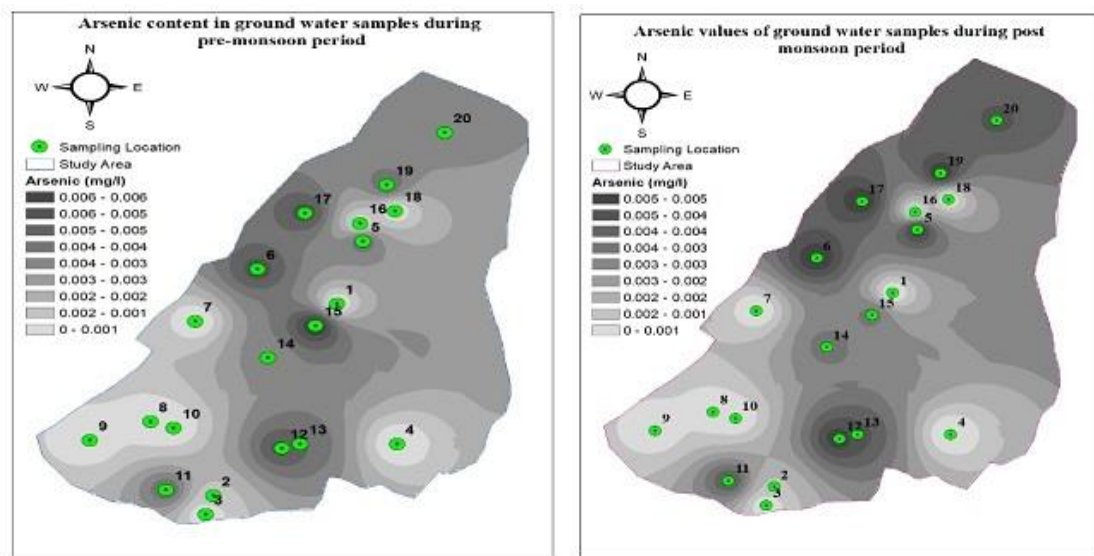 Arsenic content in ground water samples during
pre-monsoon period
N
W E
S
Sampling Location
Study Area
Arsenic (mg/l)
0.006 - 0.006
0.006 - 0.005
0.005 - 0.005
0.004 - 0.004
0.004 - 0.003
0.003 - 0.003
0.002 - 0.002
0.002 - 0.001
0 - 0.001
20
19
18
17
16
5
6
1
7
15
14
8
10
9
12 13
4
11
2
3
Arsenic values of ground water samples during post
monsoon period
N
W E
S
Sampling Location
Study Area
Arsenic (mg/l)
0.005 - 0.005
0.005 - 0.004
0.004 - 0.004
0.004 - 0.003
0.003 - 0.003
0.003 - 0.002
0.002 - 0.002
0.002 - 0.001
0 - 0.001
20
19
18
17
16
5
6
1
7
15
14
8
10
9
12 13
4
11
2
3